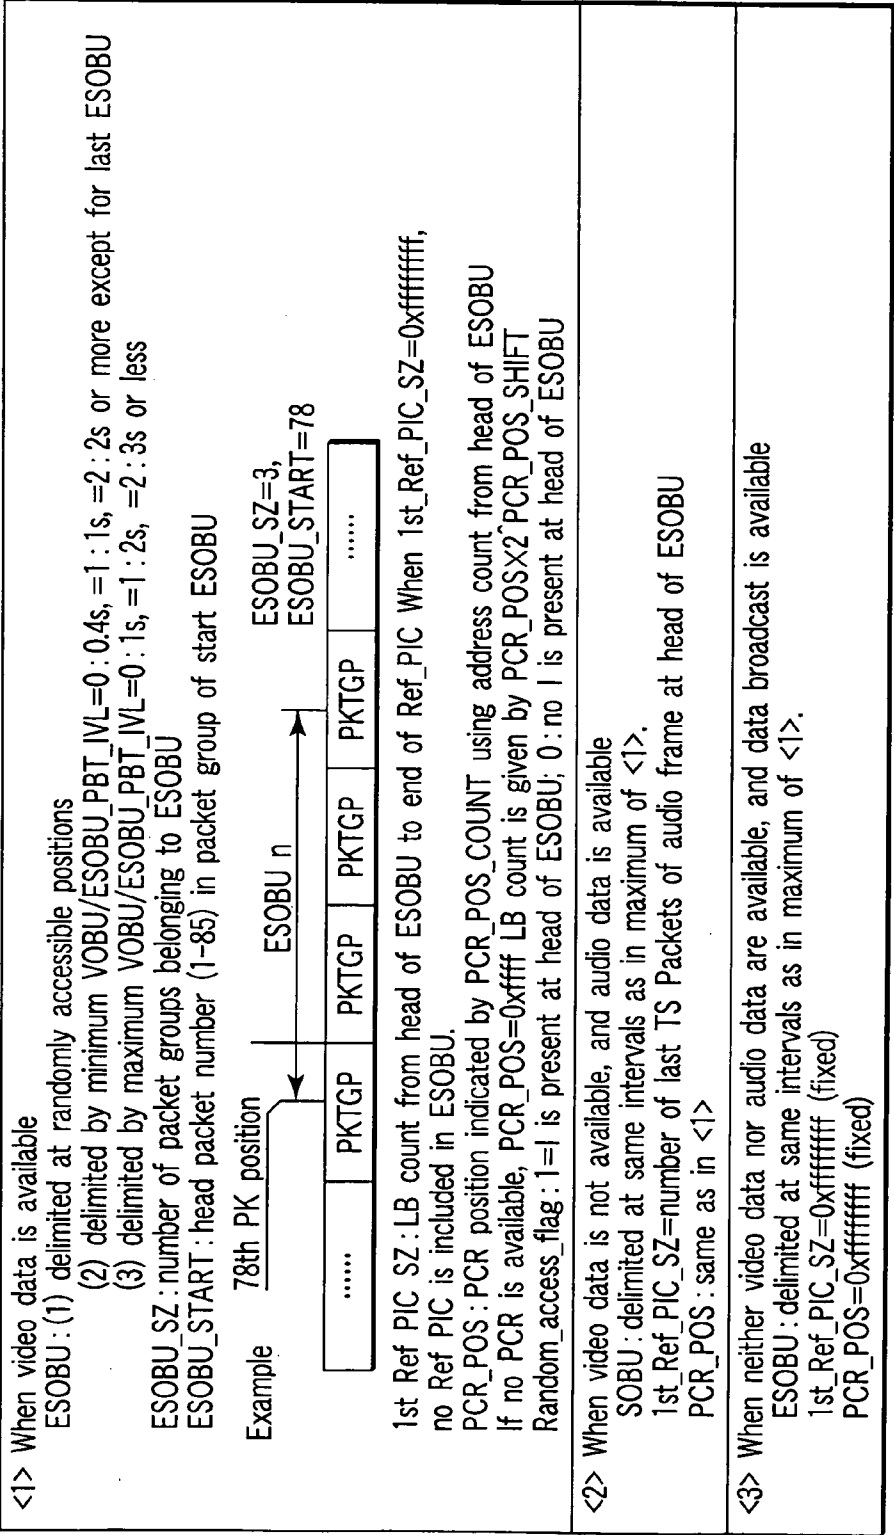 <1> When video data is available
ESOBU : (1) delimited at randomly accessible positions
(2) delimited by minimum VOBU/ESOBU_PBT_IVL=0 : 0.4s, =1 : 1s, =2 : 2s or more except for last ESOBU
(3) delimited by maximum VOBU/ESOBU_PBT_IVL=0 : 1s, =1 : 2s, =2 : 3s or less
ESOBU_SZ : number of packet groups belonging to ESOBU
ESOBU_START : head packet number (1-85) in packet group of start ESOBU
Example 78th PK position
ESOBU n
ESOBU_SZ=3,
ESOBU_START=78
...... PKTGP PKTGP PKTGP PKTGP ......
1st Ref PIC SZ : LB count from head of ESOBU to end of Ref_PIC When 1st_Ref_PIC_SZ=0xffffffff,
no Ref PIC is included in ESOBU.
PCR_POS : PCR position indicated by PCR_POS_COUNT using address count from head of ESOBU
If no PCR is available, PCR_POS=0xffff LB count is given by PCR_POS×2^PCR_POS_SHIFT
Random_access_flag : 1=I is present at head of ESOBU; 0 : no I is present at head of ESOBU
<2> When video data is not available, and audio data is available
SOBU : delimited at same intervals as in maximum of <1>.
1st_Ref_PIC_SZ=number of last TS Packets of audio frame at head of ESOBU
PCR_POS : same as in <1>
<3> When neither video data nor audio data are available, and data broadcast is available
ESOBU : delimited at same intervals as in maximum of <1>.
1st_Ref_PIC_SZ=0xffffffff (fixed)
PCR_POS=0xffffffff (fixed)